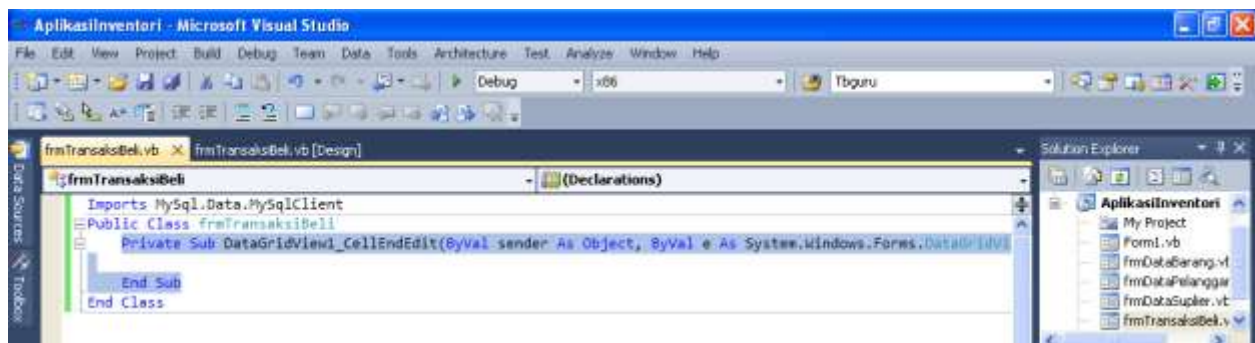 AplikasiInventori - Microsoft Visual Studio
File Edit View Project Build Debug Team Data Tools Architecture Test Analyze Window Help
Debug x86 Tbguru
frmTransaksiBeli.vb frmTransaksiBeli.vb [Design]
Solution Explorer
frmTransaksiBeli (Declarations)
Data Sources
Toolbox
Imports MySql.Data.MySqlClient
Public Class frmTransaksiBeli
Private Sub DataGridView1_CellEndEdit(ByVal sender As Object, ByVal e As System.Windows.Forms.DataGridVi
End Sub
End Class
AplikasiInventori
My Project
Form1.vb
frmDataBarang.vb
frmDataPelanggar
frmDataSuplier.vb
frmTransaksiBeli.v